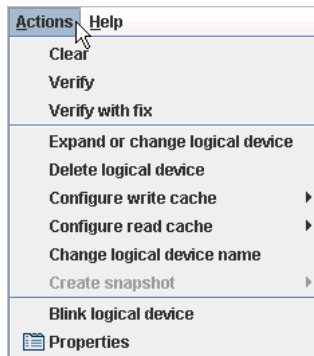 Actions Help
Clear
Verify
Verify with fix
Expand or change logical device
Delete logical device
Configure write cache
Configure read cache
Change logical device name
Create snapshot
Blink logical device
Properties